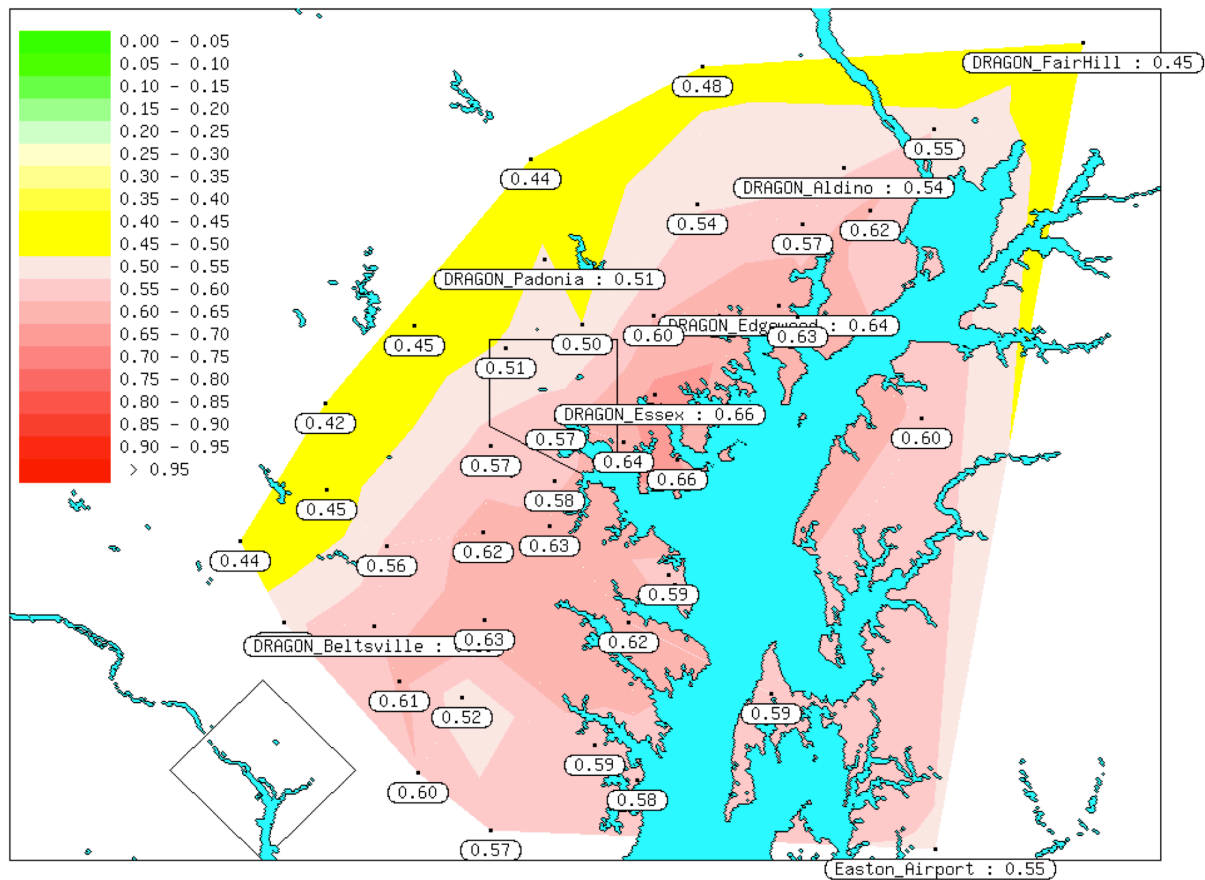 0.00 - 0.05
0.05 - 0.10
0.10 - 0.15
0.15 - 0.20
0.20 - 0.25
0.25 - 0.30
0.30 - 0.35
0.35 - 0.40
0.40 - 0.45
0.45 - 0.50
0.50 - 0.55
0.55 - 0.60
0.60 - 0.65
0.65 - 0.70
0.70 - 0.75
0.75 - 0.80
0.80 - 0.85
0.85 - 0.90
0.90 - 0.95
> 0.95
DRAGON_FairHill : 0.45
0.48
0.55
0.44
DRAGON_Aldino : 0.54
0.54
0.62
0.57
DRAGON_Padonia : 0.51
DRAGON_Edgewood : 0.64
0.60
0.63
0.45
0.50
0.51
DRAGON_Essex : 0.66
0.42
0.60
0.57
0.57
0.64
0.66
0.58
0.45
0.62
0.63
0.44
0.56
0.59
0.63
0.62
DRAGON_Beltsville :
0.61
0.52
0.59
0.59
0.60
0.58
0.57
Easton_Airport : 0.55